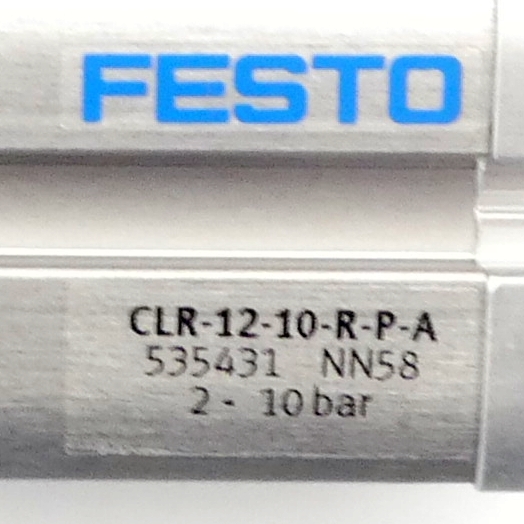 FESTO
CLR-12-10-R-P-A
535431 NN58
2- 10 bar